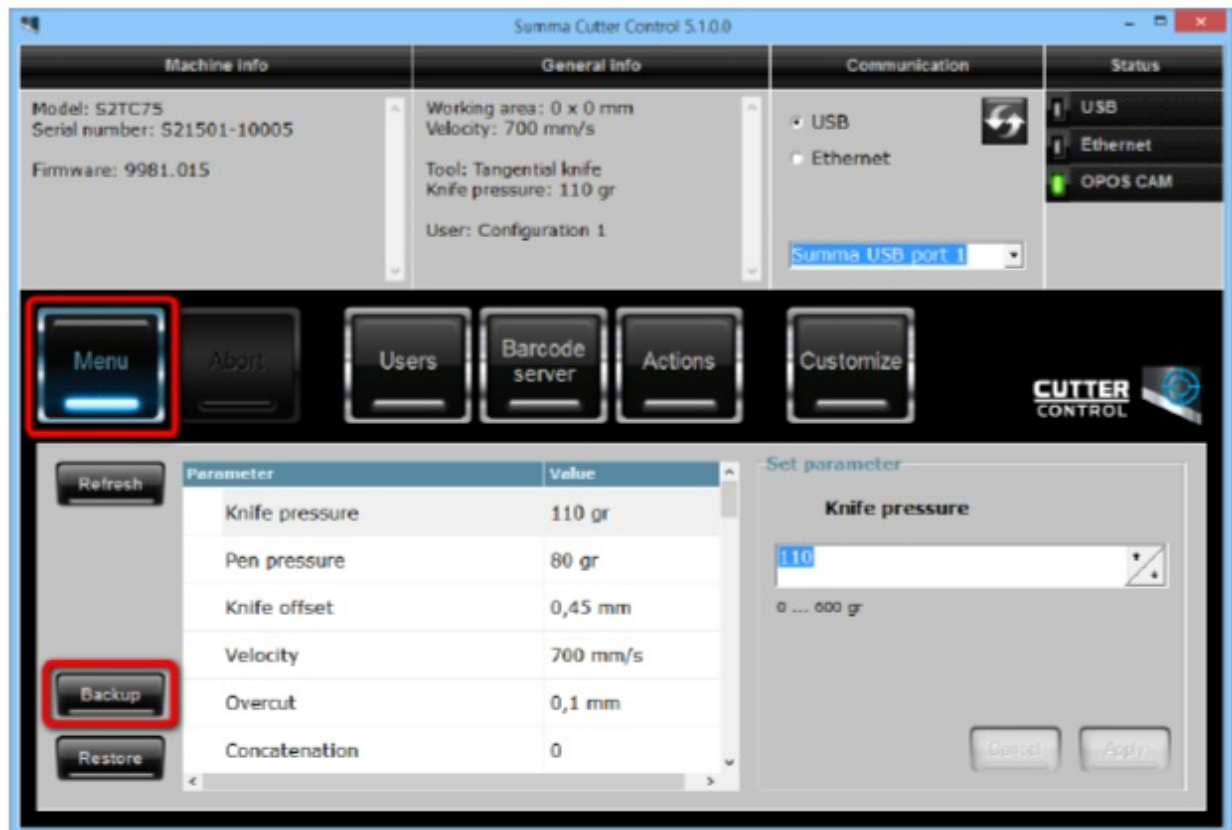 Summa Cutter Control 5.1.0.0
Machine info
General info
Communication
Status
Model: S2TC75
Serial number: S21501-10005
Firmware: 9981.015
Working area: 0 x 0 mm
Velocity: 700 mm/s
Tool: Tangential knife
Knife pressure: 110 gr
User: Configuration 1
USB
Ethernet
Summa USB port 1
USB
Ethernet
OPOS CAM
Menu
Abort
Users
Barcode
server
Actions
Customize
CUTTER
CONTROL
Refresh
Backup
Restore
Parameter Value
Knife pressure 110 gr
Pen pressure 80 gr
Knife offset 0,45 mm
Velocity 700 mm/s
Overcut 0,1 mm
Concatenation 0
Set parameter
Knife pressure
110
0 ... 600 gr
Cancel
Apply